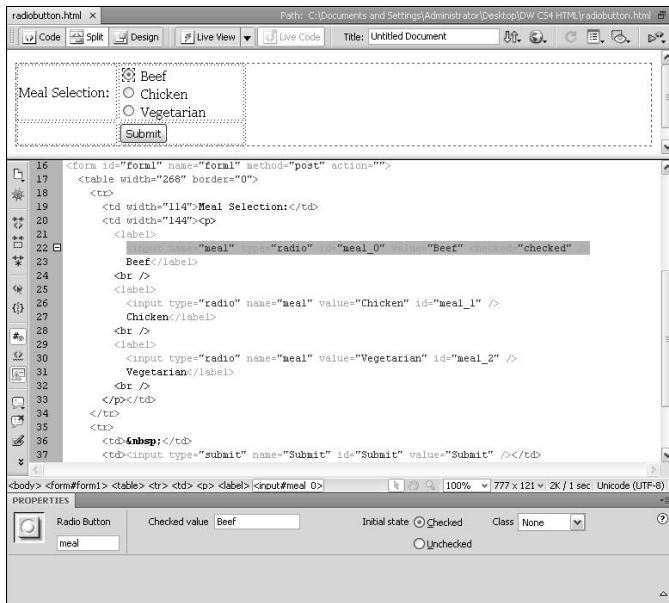 radiobutton.html ×
Path: C:\Documents and Settings\Administrator\Desktop\DW CS4 HTML\radiobutton.html
Code Split Design Live View Live Code Title: Untitled Document
Meal Selection:
Beef
Chicken
Vegetarian
Submit
16 <form id="form1" name="form1" method="post" action="">
17 <table width="268" border="0">
18 <tr>
19 <td width="114">Meal Selection:</td>
20 <td width="144"><p>
21 <label>
22 <input name="meal" type="radio" id="meal_0" value="Beef" checked="checked" />
23 Beef</label>
24 <br />
25 <label>
26 <input type="radio" name="meal" value="Chicken" id="meal_1" />
27 Chicken</label>
28 <br />
29 <label>
30 <input type="radio" name="meal" value="Vegetarian" id="meal_2" />
31 Vegetarian</label>
32 <br />
33 </p></td>
34 </tr>
35 <tr>
36 <td>&nbsp;</td>
37 <td><input type="submit" name="Submit" id="Submit" value="Submit" /></td>
<body> <form#form1> <table> <tr> <td> <p> <label> <input#meal 0> 100% 777 x 121 2K / 1 sec Unicode (UTF-8)
PROPERTIES
Radio Button Checked value Beef Initial state Checked Class None
meal Unchecked